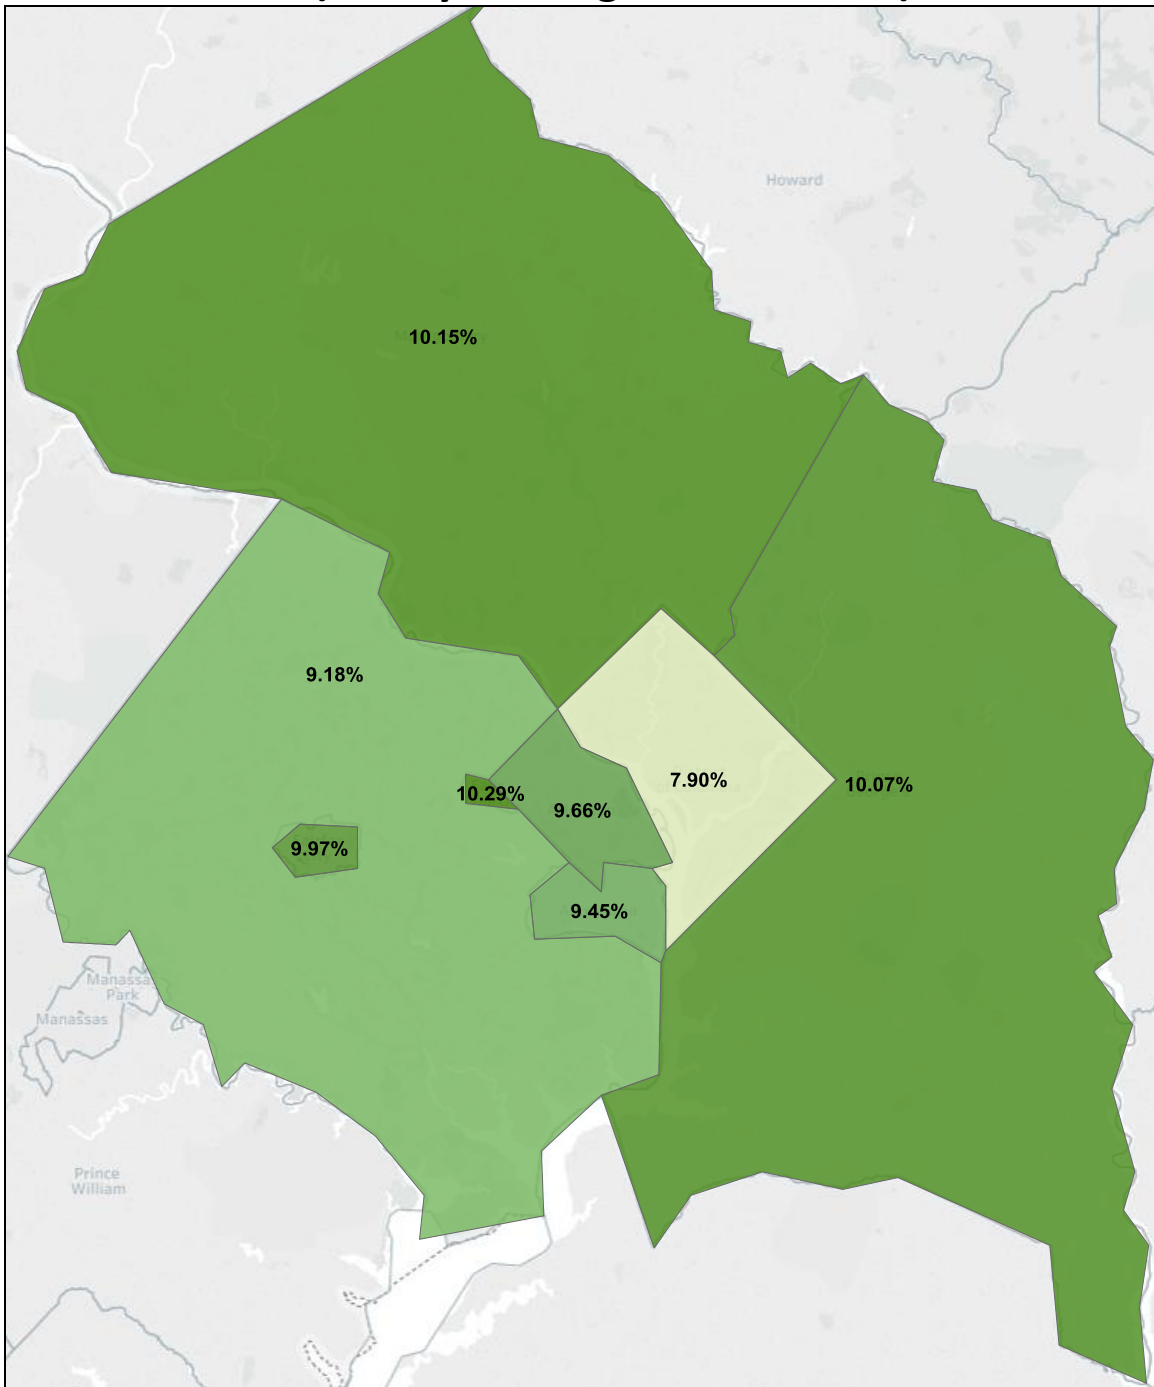 Howard
10.15%
9.18%
7.90%
10.07%
10.29%
9.66%
9.97%
9.45%
Manassa
Park
Manassas
Prince
William